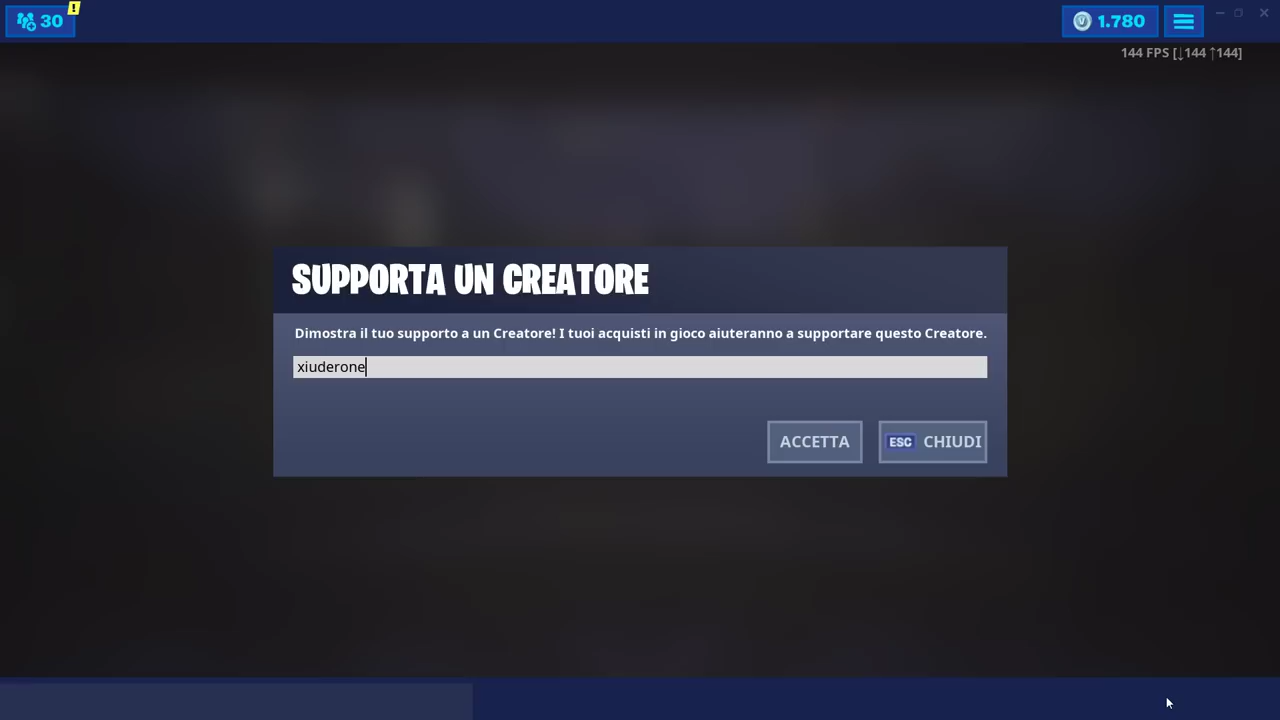 30 !
1.780
144 FPS [↓144 ↑144]
SUPPORTA UN CREATORE
Dimostra il tuo supporto a un Creatore! I tuoi acquisti in gioco aiuteranno a supportare questo Creatore.
xiuderone
ACCETTA
ESC CHIUDI